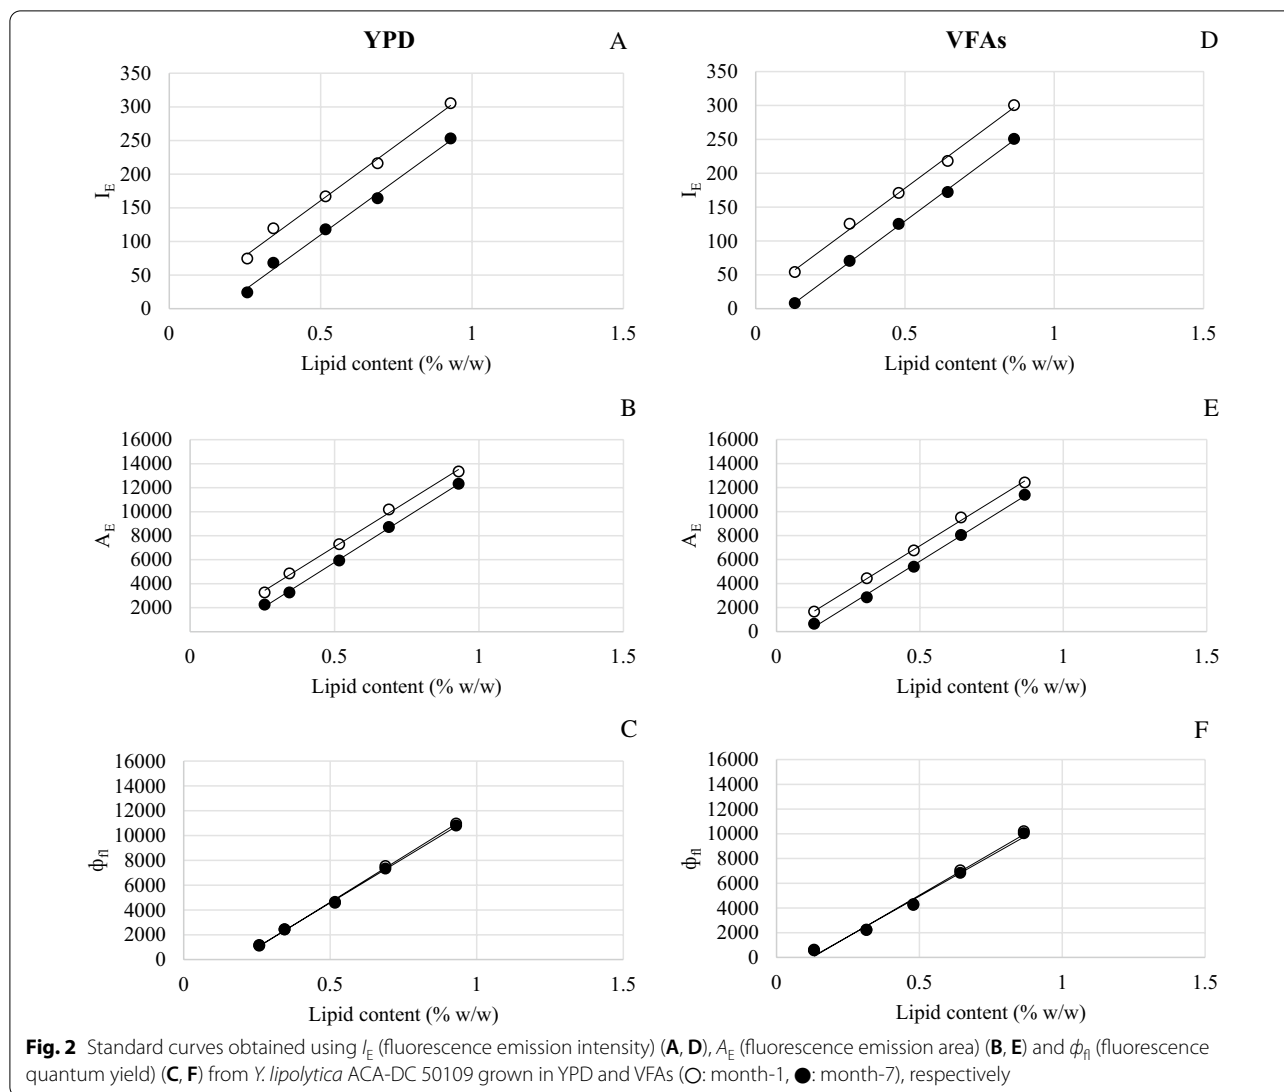 YPD
A
350
300
250
200
150
100
50
0
I_E
0 0.5 1 1.5
Lipid content (% w/w)
VFAs
D
350
300
250
200
150
100
50
0
I_E
0 0.5 1 1.5
Lipid content (% w/w)
B
16000
14000
12000
10000
8000
6000
4000
2000
A_E
0 0.5 1 1.5
Lipid content (% w/w)
E
16000
14000
12000
10000
8000
6000
4000
2000
0
A_E
0 0.5 1 1.5
Lipid content (% w/w)
C
16000
14000
12000
10000
8000
6000
4000
2000
0
ϕ_fl
0 0.5 1 1.5
Lipid content (% w/w)
F
16000
14000
12000
10000
8000
6000
4000
2000
0
ϕ_fl
0 0.5 1 1.5
Lipid content (% w/w)
Fig. 2 Standard curves obtained using I_E (fluorescence emission intensity) (A, D), A_E (fluorescence emission area) (B, E) and ϕ_fl (fluorescence
quantum yield) (C, F) from Y. lipolytica ACA-DC 50109 grown in YPD and VFAs (○: month-1, ●: month-7), respectively